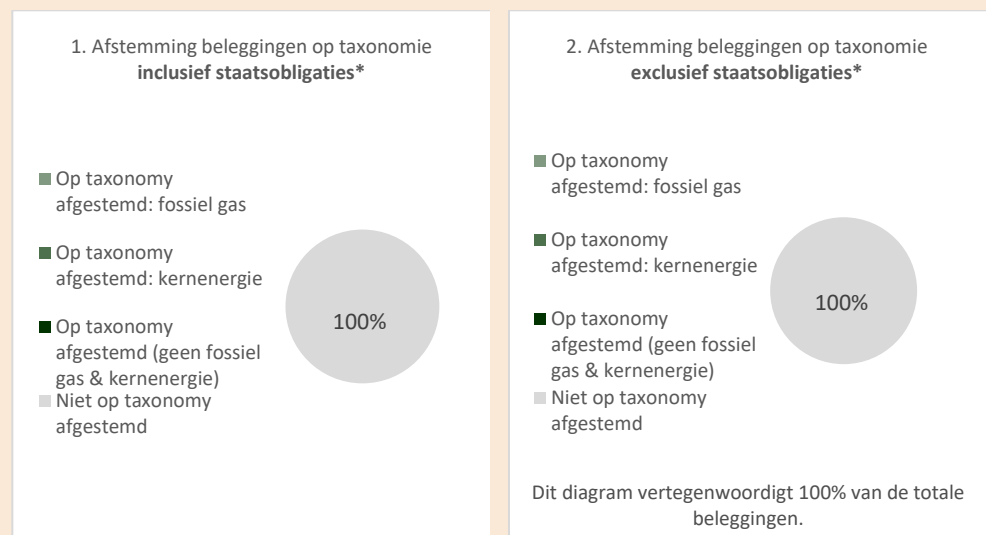 1. Afstemming beleggingen op taxonomie
inclusief staatsobligaties*
Op taxonomy
afgestemd: fossiel gas
Op taxonomy
afgestemd: kernenergie
Op taxonomy
afgestemd (geen fossiel
gas & kernenergie)
Niet op taxonomy
afgestemd
100%
2. Afstemming beleggingen op taxonomie
exclusief staatsobligaties*
Op taxonomy
afgestemd: fossiel gas
Op taxonomy
afgestemd: kernenergie
Op taxonomy
afgestemd (geen fossiel
gas & kernenergie)
Niet op taxonomy
afgestemd
100%
Dit diagram vertegenwoordigt 100% van de totale
beleggingen.